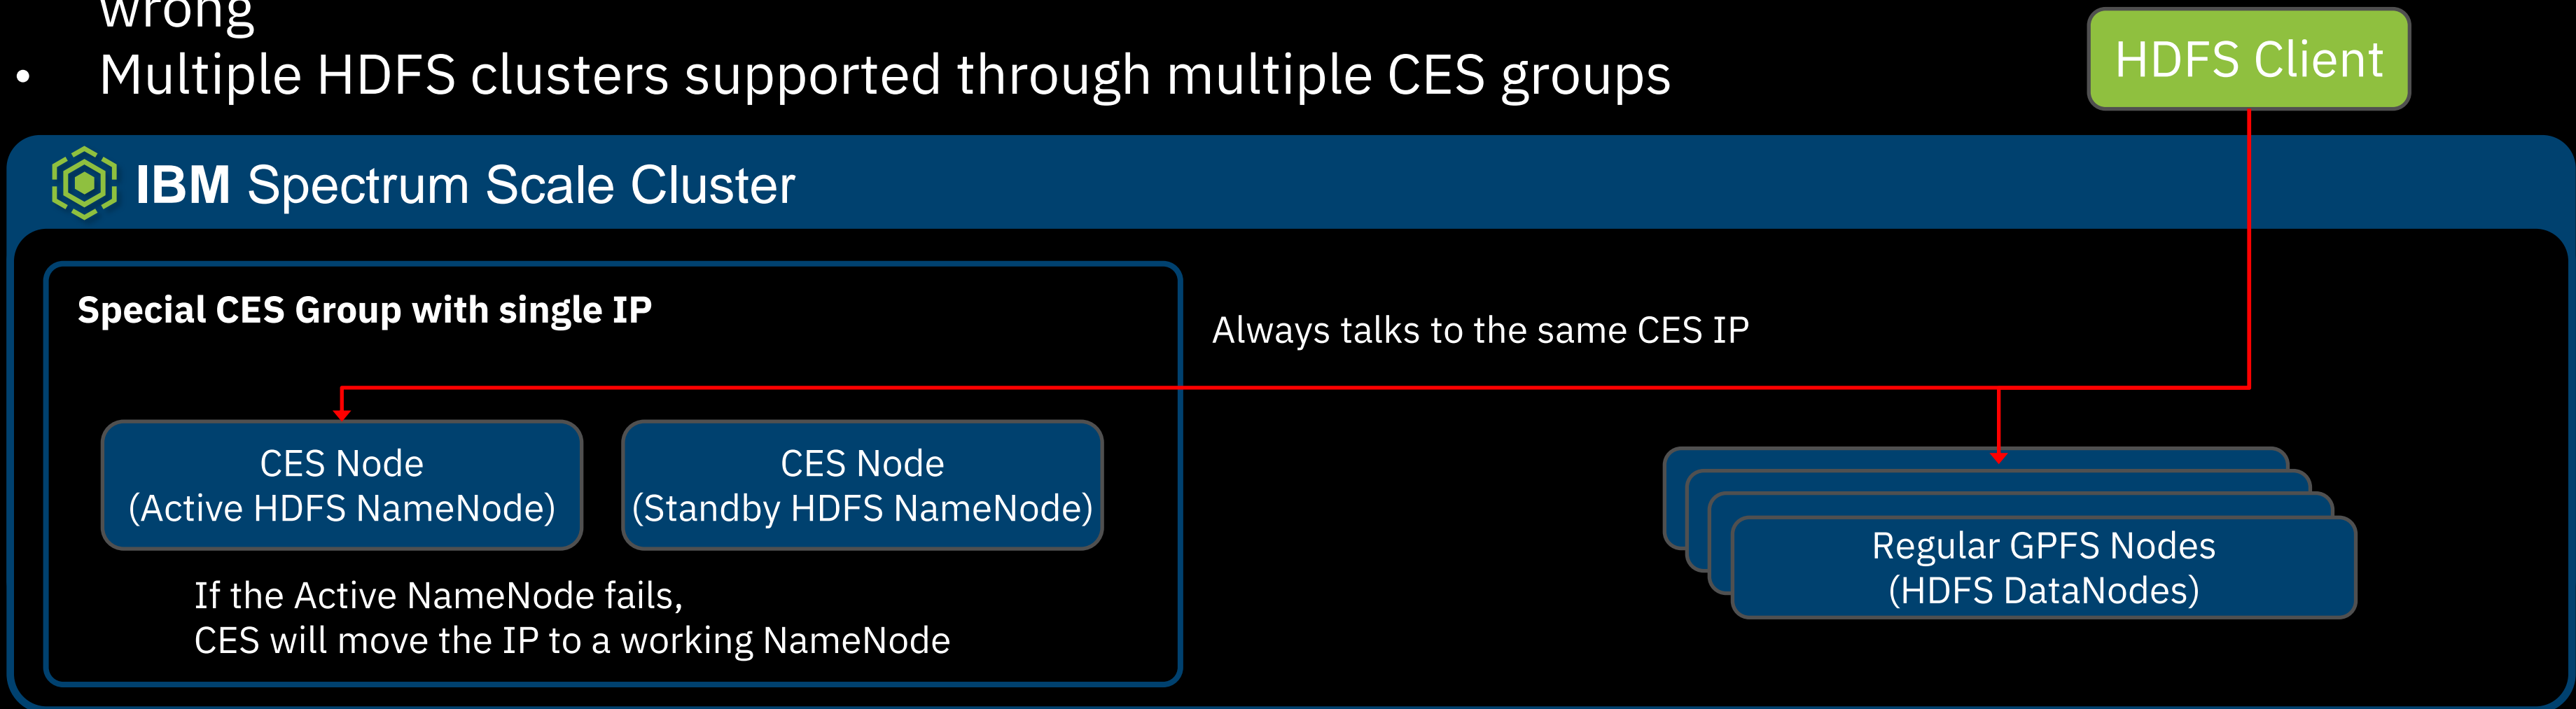 wrong
• Multiple HDFS clusters supported through multiple CES groups
HDFS Client
IBM Spectrum Scale Cluster
Special CES Group with single IP
Always talks to the same CES IP
CES Node
(Active HDFS NameNode)
CES Node
(Standby HDFS NameNode)
If the Active NameNode fails,
CES will move the IP to a working NameNode
Regular GPFS Nodes
(HDFS DataNodes)